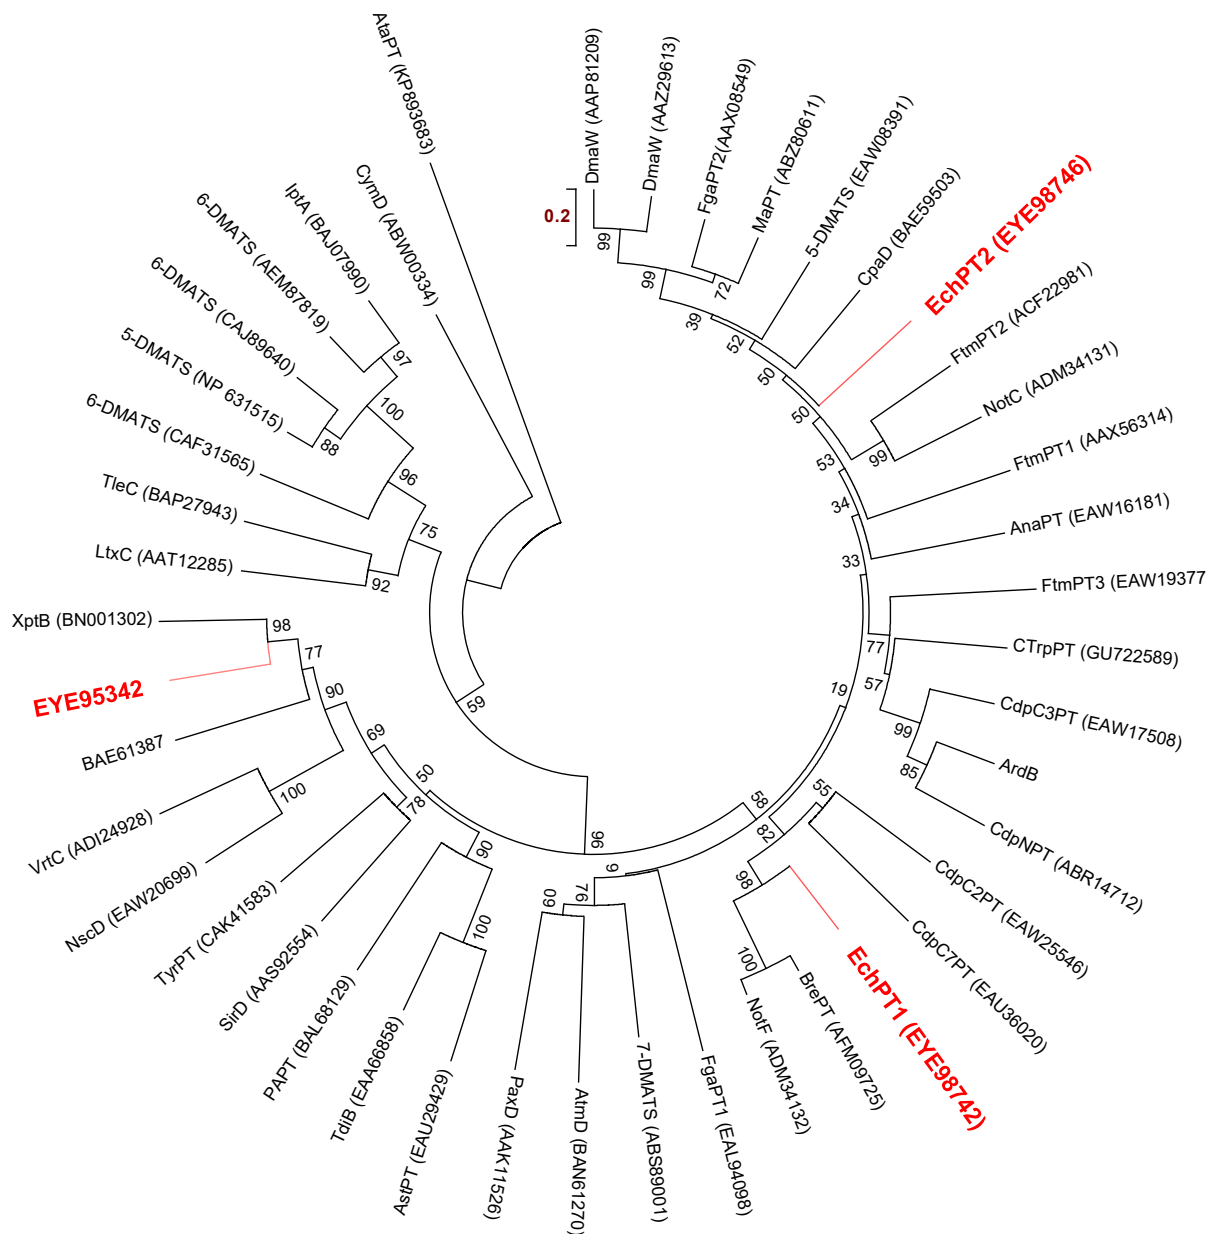 AtaPT (KP893683)
DmaW (AAP81209)
DmaW (AAZ29613)
FgaPT2(AAX08549)
MaPT (ABZ80611)
5-DMATS (EAW08391)
CpaD (BAE59503)
EchPT2 (EYE98746)
FtmPT2 (ACF22981)
NotC (ADM34131)
FtmPT1 (AAX56314)
AnaPT (EAW16181)
FtmPT3 (EAW19377
CTrpPT (GU722589)
CdpC3PT (EAW17508)
ArdB
CdpNPT (ABR14712)
CdpC2PT (EAW25546)
CdpC7PT (EAU36020)
EchPT1 (EYE98742)
BrePT (AFM09725)
NotF (ADM34132)
FgaPT1 (EAL94098)
7-DMATS (ABS89001)
AtmD (BAN61270)
PaxD (AAK11526)
AstPT (EAU29429)
TdiB (EAA66858)
PAPT (BAL68129)
SirD (AAS92554)
TyrPT (CAK41583)
NscD (EAW20699)
VrtC (ADI24928)
BAE61387
EYE95342
XptB (BN001302)
LtxC (AAT12285)
TleC (BAP27943)
6-DMATS (CAF31565)
5-DMATS (NP 631515)
6-DMATS (CAJ89640)
6-DMATS (AEM87819)
IptA (BAJ07990)
CymD (ABW00334)
0.2
99
99
72
39
52
50
50
99
53
34
33
77
57
99
85
19
55
82
98
100
58
9
76
60
96
90
100
50
78
69
100
90
77
98
59
92
75
96
88
100
97